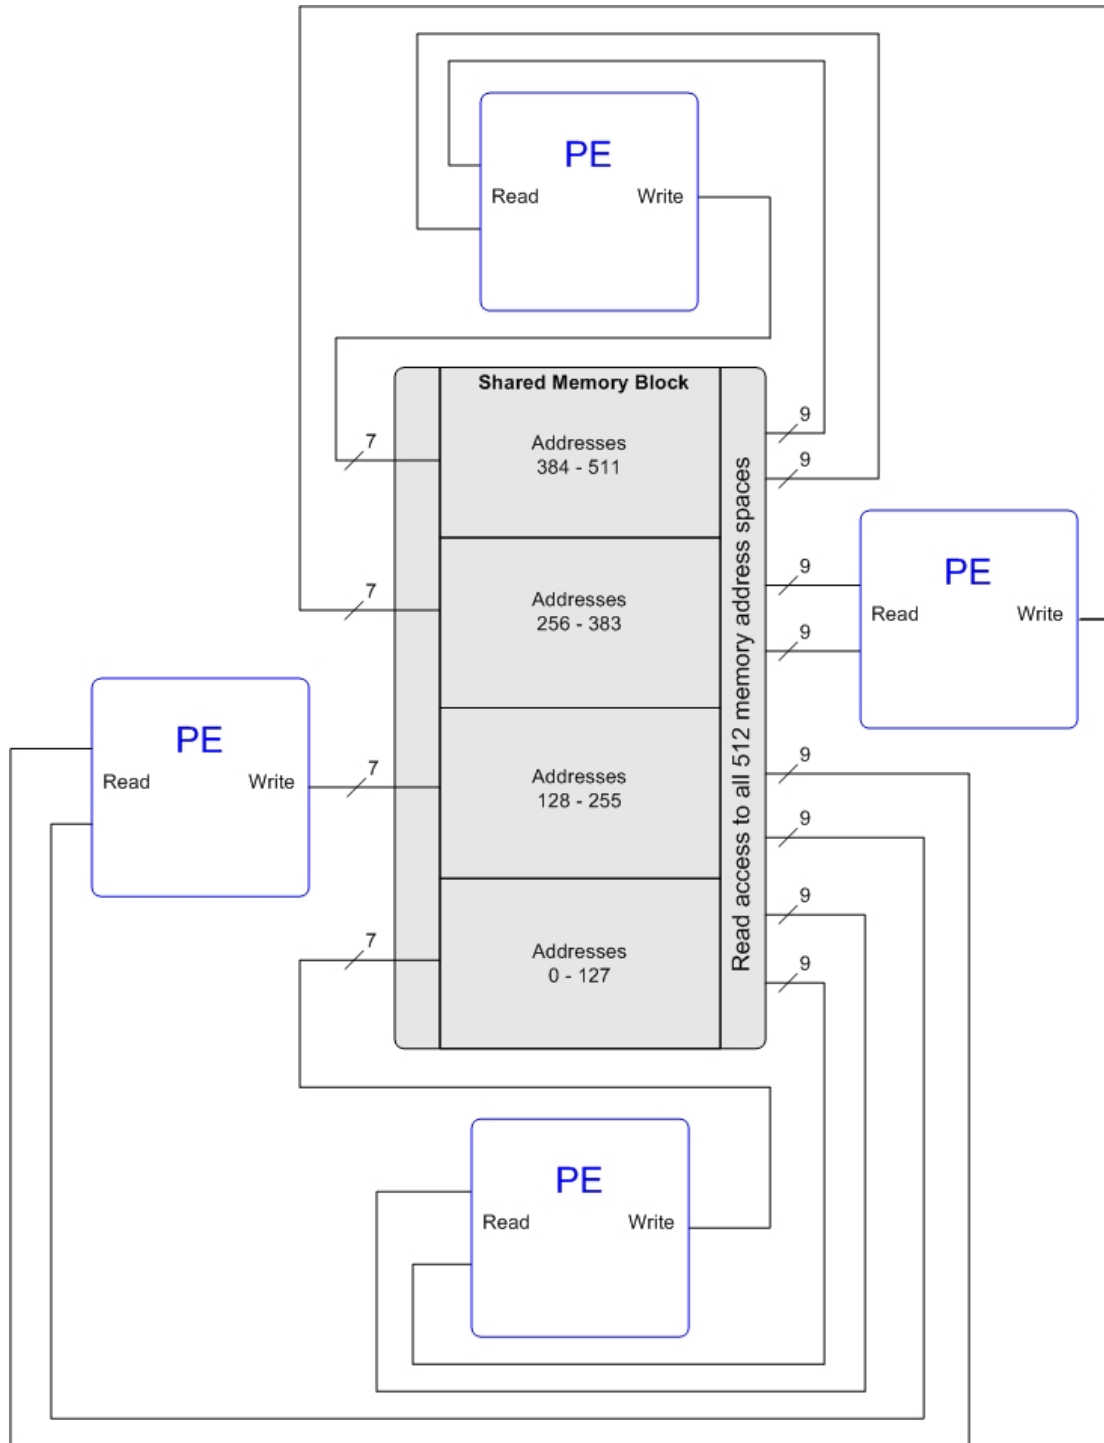 PE
Read Write
Shared Memory Block
9
7
Addresses
384 - 511
9
Read access to all 512 memory address spaces
9
7
Addresses
256 - 383
PE
Read Write
9
PE
Read Write
7
Addresses
128 - 255
9
9
9
7
Addresses
0 - 127
9
PE
Read Write